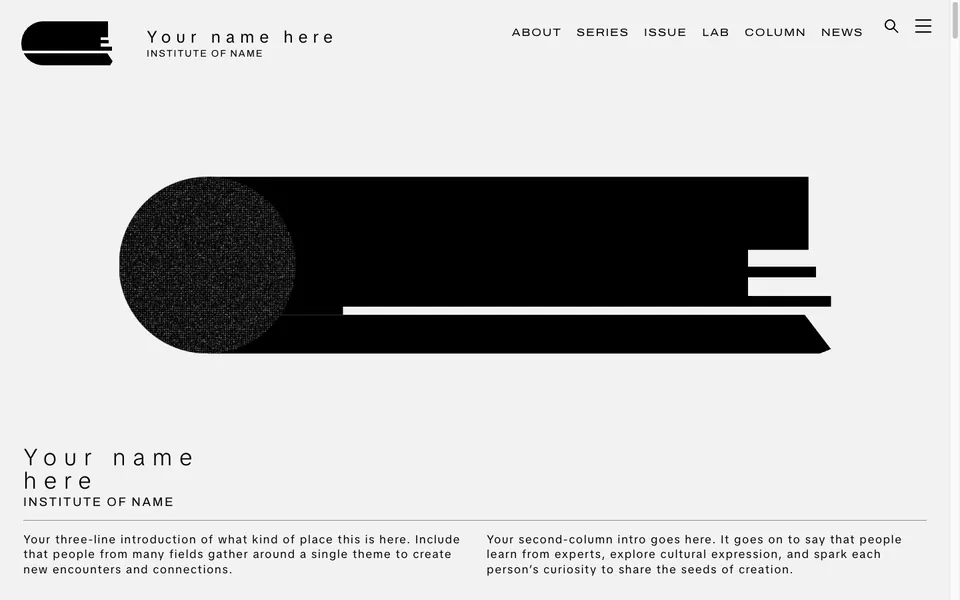 Your name here
INSTITUTE OF NAME
ABOUT SERIES ISSUE LAB COLUMN NEWS
Your name
here
INSTITUTE OF NAME
Your three-line introduction of what kind of place this is here. Include
that people from many fields gather around a single theme to create
new encounters and connections.
Your second-column intro goes here. It goes on to say that people
learn from experts, explore cultural expression, and spark each
person’s curiosity to share the seeds of creation.